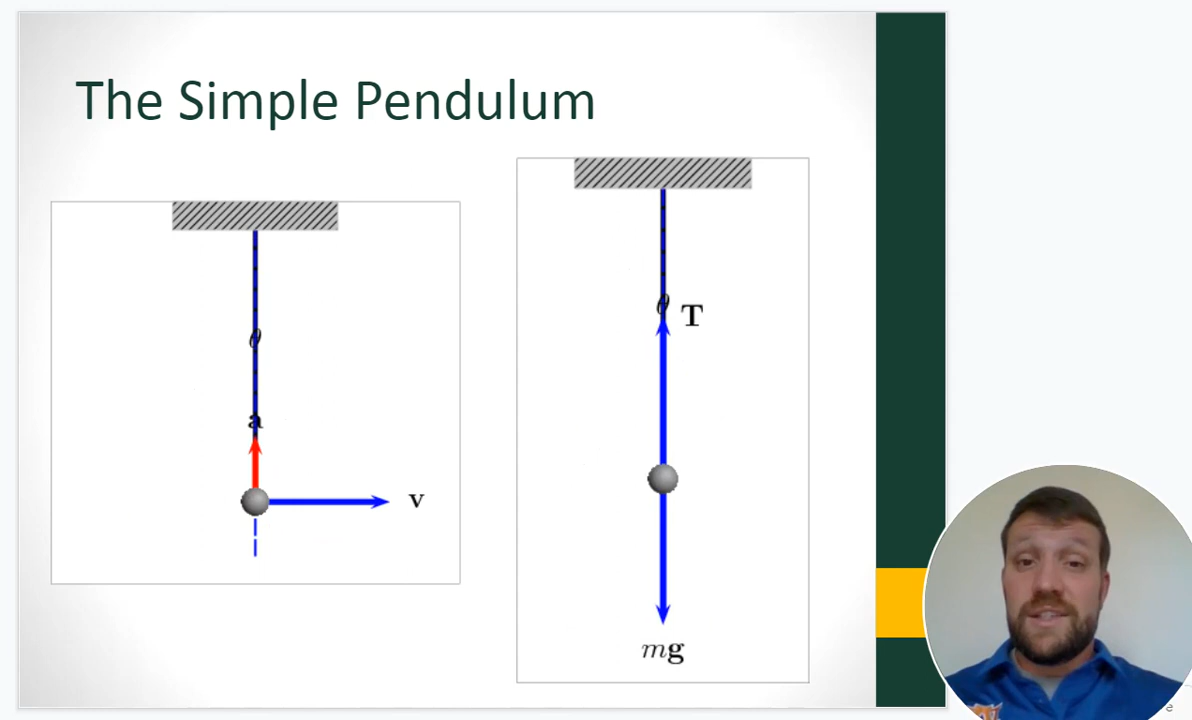 The Simple Pendulum
θ
a
v
θ
T
mg
e